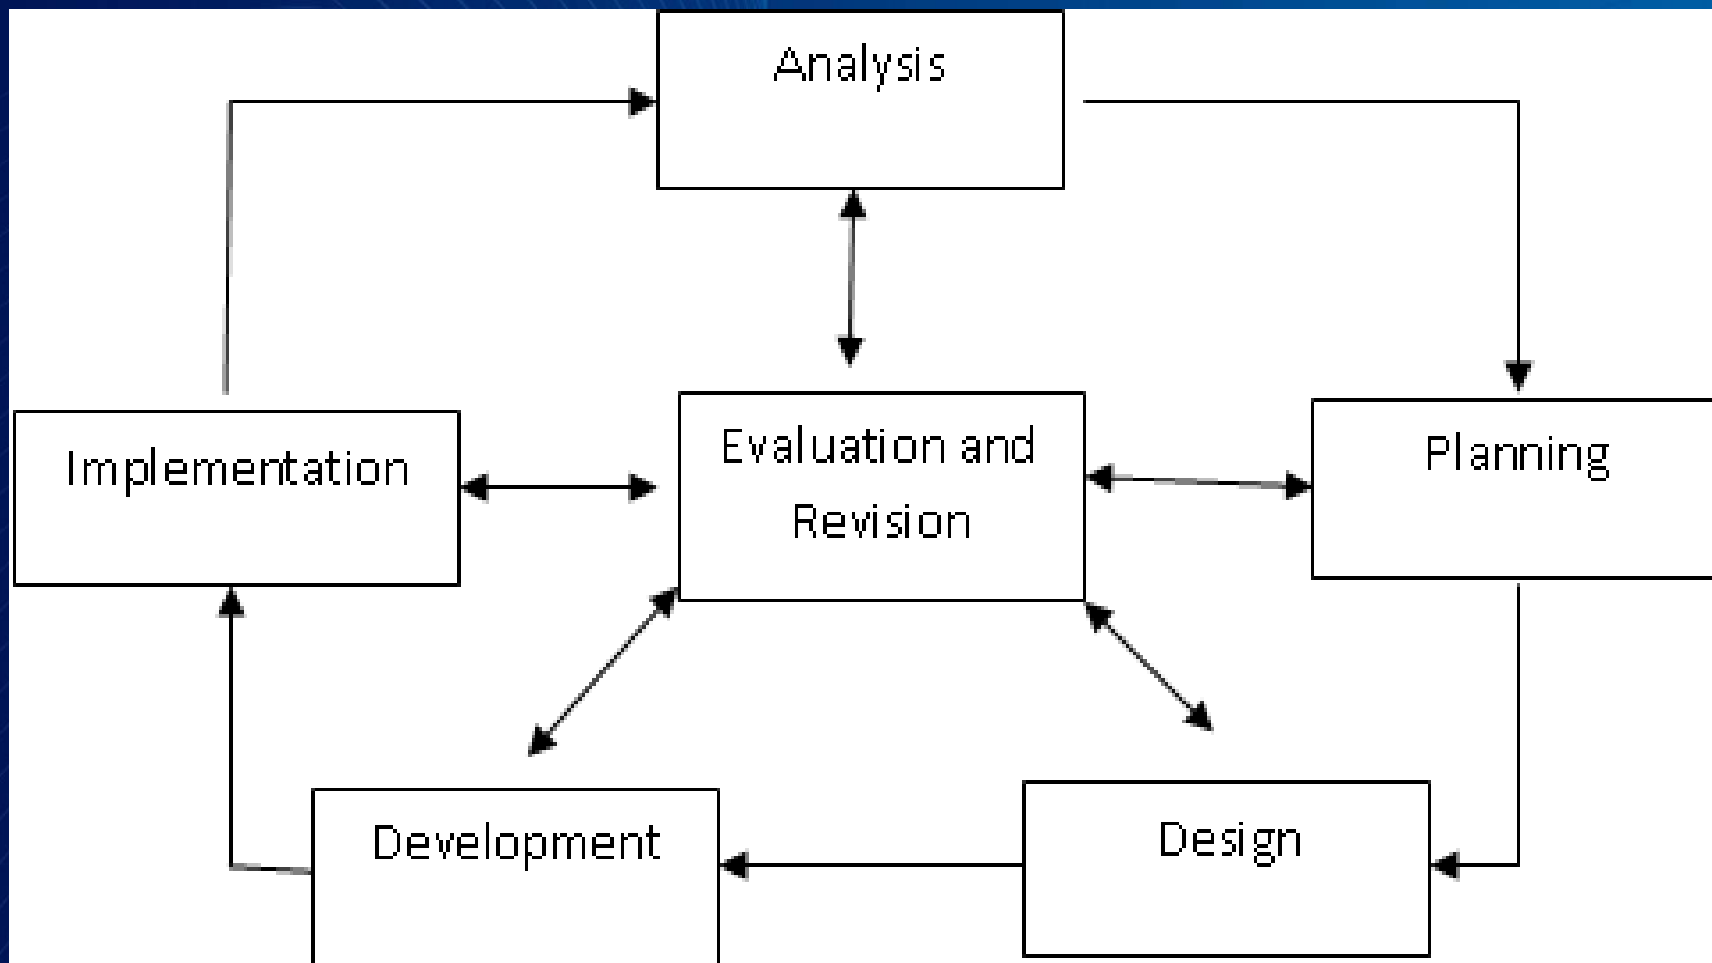 Analysis
Implementation
Evaluation and
Revision
Planning
Development
Design